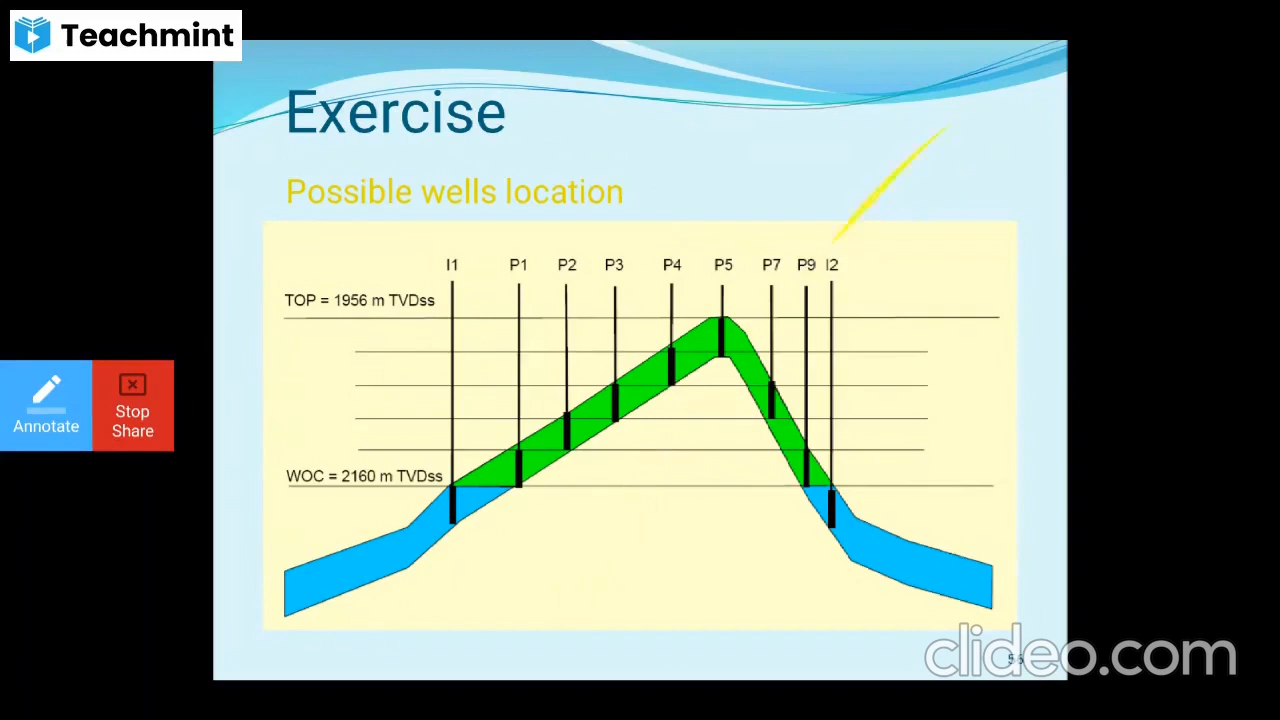 Teachmint
Exercise
Possible wells location
I1 P1 P2 P3 P4 P5 P7 P9 I2
TOP = 1956 m TVDss
WOC = 2160 m TVDss
Annotate
Stop
Share
clideo.com